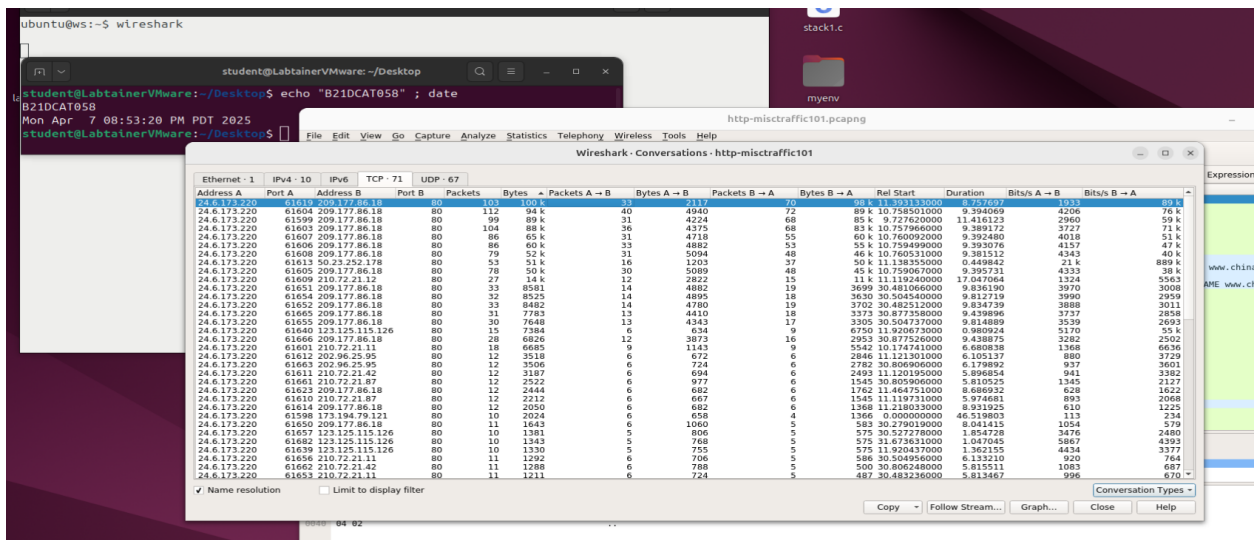 ubuntu@ws:~$ wireshark
stack1.c
myenv
student@LabtainerVMware: ~/Desktop
student@LabtainerVMware:~/Desktop$ echo "B21DCAT058" ; date
B21DCAT058
Mon Apr  7 08:53:20 PM PDT 2025
student@LabtainerVMware:~/Desktop$
http-misctraffic101.pcapng
File Edit View Go Capture Analyze Statistics Telephony Wireless Tools Help
Wireshark · Conversations · http-misctraffic101
Expression
Ethernet · 1 IPv4 · 10 IPv6 TCP · 71 UDP · 67
Address A Port A Address B Port B Packets Bytes Packets A → B Bytes A → B Packets B → A Bytes B → A Rel Start Duration Bits/s A → B Bits/s B → A
24.6.173.220 61619 209.177.86.18 80 103 100 k 33 2117 70 98 k 11.393133000 8.757697 1933 89 k
24.6.173.220 61604 209.177.86.18 80 112 94 k 40 4940 72 89 k 10.758501000 9.394069 4206 76 k
24.6.173.220 61599 209.177.86.18 80 99 89 k 31 4224 68 85 k 9.727620000 11.416123 2960 59 k
24.6.173.220 61603 209.177.86.18 80 104 88 k 36 4375 68 83 k 10.757966000 9.389172 3727 71 k
24.6.173.220 61607 209.177.86.18 80 86 65 k 31 4718 55 60 k 10.760092000 9.392480 4018 51 k
24.6.173.220 61606 209.177.86.18 80 86 60 k 33 4882 53 55 k 10.759499000 9.393076 4157 47 k
24.6.173.220 61608 209.177.86.18 80 79 52 k 31 5094 48 46 k 10.760531000 9.381512 4343 40 k
24.6.173.220 61613 50.23.252.178 80 53 51 k 16 1203 37 50 k 11.138355000 0.449842 21 k 889 k
24.6.173.220 61605 209.177.86.18 80 78 50 k 30 5089 48 45 k 10.759067000 9.395731 4333 38 k
24.6.173.220 61609 210.72.21.12 80 27 14 k 12 2822 15 11 k 11.119240000 17.047064 1324 5563
24.6.173.220 61651 209.177.86.18 80 33 8581 14 4882 19 3699 30.481066000 9.836190 3970 3008
24.6.173.220 61654 209.177.86.18 80 32 8525 14 4895 18 3630 30.504540000 9.812719 3990 2959
24.6.173.220 61652 209.177.86.18 80 33 8482 14 4780 19 3702 30.482512000 9.834739 3888 3011
24.6.173.220 61665 209.177.86.18 80 31 7783 13 4410 18 3373 30.877358000 9.439896 3737 2858
24.6.173.220 61655 209.177.86.18 80 30 7648 13 4343 17 3305 30.504737000 9.814889 3539 2693
24.6.173.220 61640 123.125.115.126 80 15 7384 6 634 9 6750 11.920673000 0.980924 5170 55 k
24.6.173.220 61666 209.177.86.18 80 28 6826 12 3873 16 2953 30.877526000 9.438875 3282 2502
24.6.173.220 61601 210.72.21.11 80 18 6685 9 1143 9 5542 10.174741000 6.680838 1368 6636
24.6.173.220 61612 202.96.25.95 80 12 3518 6 672 6 2846 11.121301000 6.105137 880 3729
24.6.173.220 61663 202.96.25.95 80 12 3506 6 724 6 2782 30.806906000 6.179892 937 3601
24.6.173.220 61611 210.72.21.42 80 12 3187 6 694 6 2493 11.120195000 5.896854 941 3382
24.6.173.220 61661 210.72.21.87 80 12 2522 6 977 6 1545 30.805906000 5.810525 1345 2127
24.6.173.220 61623 209.177.86.18 80 12 2444 6 682 6 1762 11.464751000 8.686932 628 1622
24.6.173.220 61610 210.72.21.87 80 12 2212 6 667 6 1545 11.119731000 5.974681 893 2068
24.6.173.220 61614 209.177.86.18 80 12 2050 6 682 6 1368 11.218033000 8.931925 610 1225
24.6.173.220 61598 173.194.79.121 80 10 2024 6 658 4 1366 0.000000000 46.519803 113 234
24.6.173.220 61650 209.177.86.18 80 11 1643 6 1060 5 583 30.279019000 8.041415 1054 579
24.6.173.220 61657 123.125.115.126 80 10 1381 5 806 5 575 30.527278000 1.854728 3476 2480
24.6.173.220 61682 123.125.115.126 80 10 1343 5 768 5 575 31.673631000 1.047045 5867 4393
24.6.173.220 61639 123.125.115.126 80 10 1330 5 755 5 575 11.920437000 1.362155 4434 3377
24.6.173.220 61656 210.72.21.11 80 11 1292 6 706 5 586 30.504956000 6.133210 920 764
24.6.173.220 61662 210.72.21.42 80 11 1288 6 788 5 500 30.806248000 5.815511 1083 687
24.6.173.220 61653 210.72.21.11 80 11 1211 6 724 5 487 30.483236000 5.813467 996 670
www.china
AME www.ch
Name resolution Limit to display filter Conversation Types
Copy Follow Stream... Graph... Close Help
0040 04 02 ..